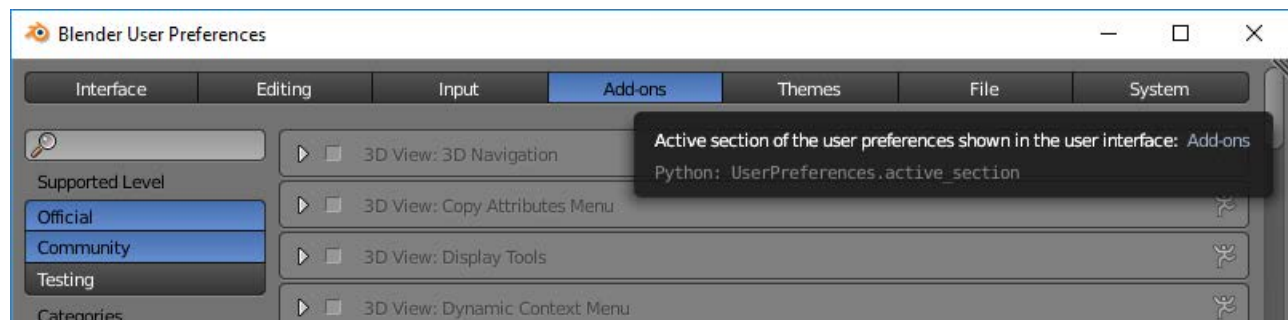 Blender User Preferences
Interface Editing Input Add-ons Themes File System
Active section of the user preferences shown in the user interface: Add-ons
Python: UserPreferences.active_section
Supported Level
Official
Community
Testing
Categories
3D View: 3D Navigation
3D View: Copy Attributes Menu
3D View: Display Tools
3D View: Dynamic Context Menu